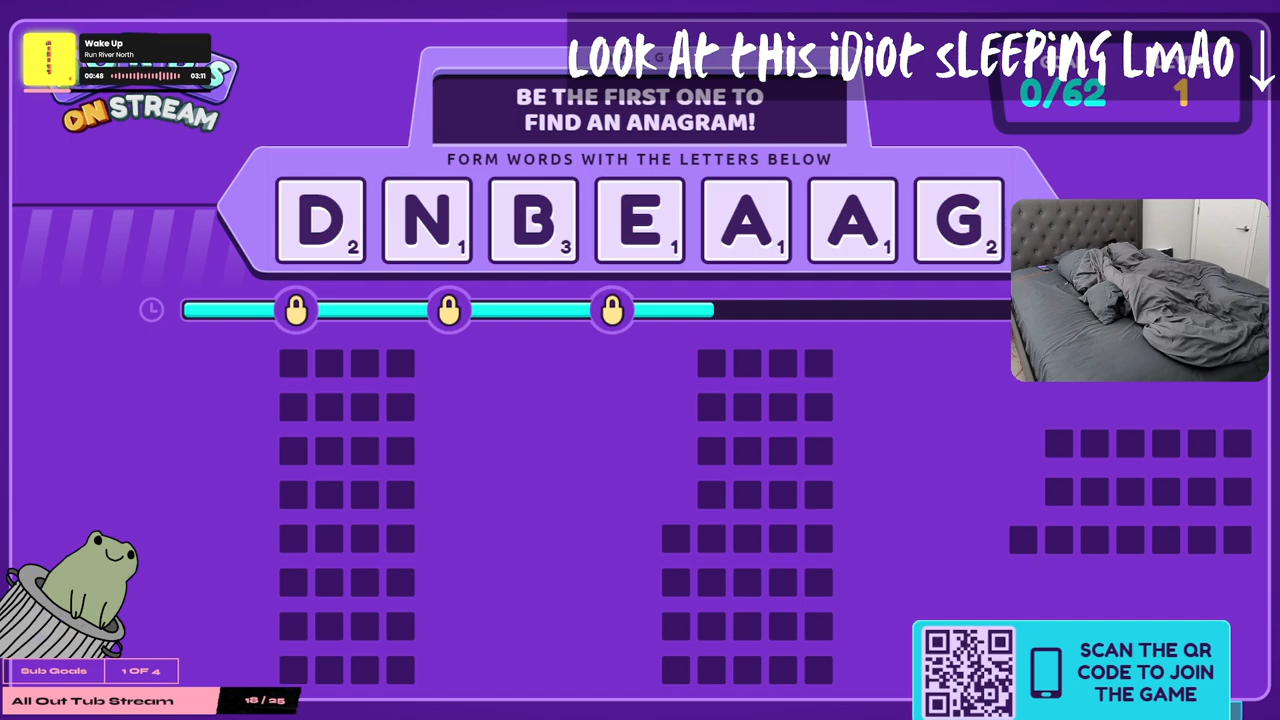 Wake Up
Run River North
00:48
03:11
ON STREAM
LOOK At tHis iDiot sLEEPiNG LmAO
BE THE FIRST ONE TO
FIND AN ANAGRAM!
0/62
1
FORM WORDS WITH THE LETTERS BELOW
D2 N1 B3 E1 A1 A1 G2
Sub Goals
1 OF 4
All Out Tub Stream
18 / 25
SCAN THE QR
CODE TO JOIN
THE GAME